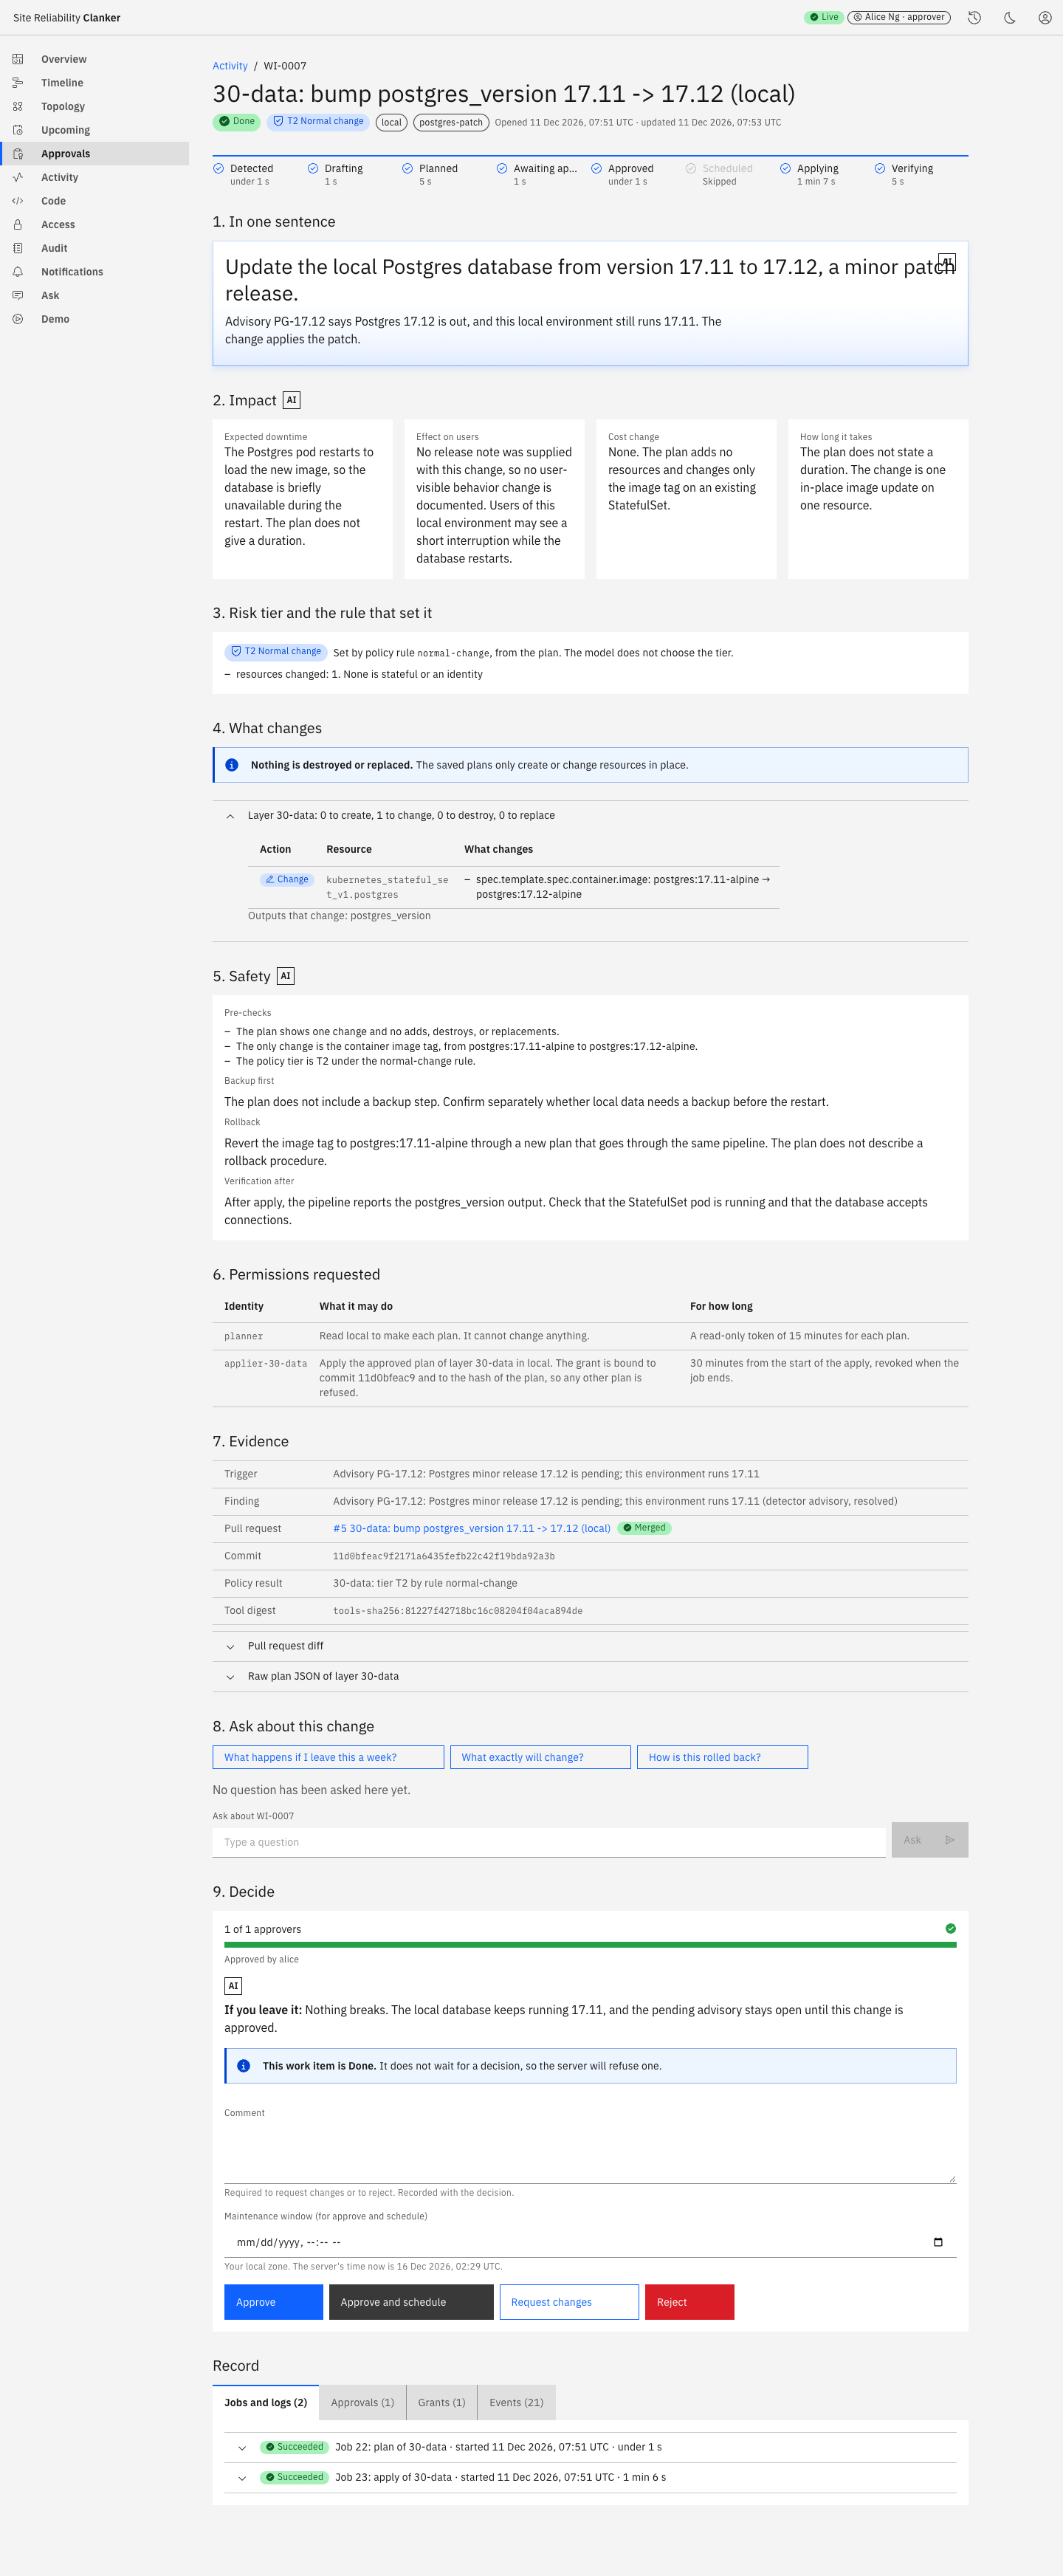 Site Reliability Clanker
Live
Alice Ng · approver
Overview
Timeline
Topology
Upcoming
Approvals
Activity
Code
Access
Audit
Notifications
Ask
Demo
Activity / WI-0007
30-data: bump postgres_version 17.11 -> 17.12 (local)
Done T2 Normal change local postgres-patch Opened 11 Dec 2026, 07:51 UTC · updated 11 Dec 2026, 07:53 UTC
Detected Drafting Planned Awaiting ap... Approved Scheduled Applying Verifying
under 1 s 1 s 5 s 1 s under 1 s Skipped 1 min 7 s 5 s
1. In one sentence
AI
Update the local Postgres database from version 17.11 to 17.12, a minor patch
release.
Advisory PG-17.12 says Postgres 17.12 is out, and this local environment still runs 17.11. The
change applies the patch.
2. Impact AI
Expected downtime
The Postgres pod restarts to
load the new image, so the
database is briefly
unavailable during the
restart. The plan does not
give a duration.
Effect on users
No release note was supplied
with this change, so no user-
visible behavior change is
documented. Users of this
local environment may see a
short interruption while the
database restarts.
Cost change
None. The plan adds no
resources and changes only
the image tag on an existing
StatefulSet.
How long it takes
The plan does not state a
duration. The change is one
in-place image update on
one resource.
3. Risk tier and the rule that set it
T2 Normal change Set by policy rule normal-change, from the plan. The model does not choose the tier.
– resources changed: 1. None is stateful or an identity
4. What changes
Nothing is destroyed or replaced. The saved plans only create or change resources in place.
Layer 30-data: 0 to create, 1 to change, 0 to destroy, 0 to replace
Action Resource What changes
Change
kubernetes_stateful_se
t_v1.postgres
– spec.template.spec.container.image: postgres:17.11-alpine →
postgres:17.12-alpine
Outputs that change: postgres_version
5. Safety AI
Pre-checks
– The plan shows one change and no adds, destroys, or replacements.
– The only change is the container image tag, from postgres:17.11-alpine to postgres:17.12-alpine.
– The policy tier is T2 under the normal-change rule.
Backup first
The plan does not include a backup step. Confirm separately whether local data needs a backup before the restart.
Rollback
Revert the image tag to postgres:17.11-alpine through a new plan that goes through the same pipeline. The plan does not describe a
rollback procedure.
Verification after
After apply, the pipeline reports the postgres_version output. Check that the StatefulSet pod is running and that the database accepts
connections.
6. Permissions requested
Identity What it may do For how long
planner Read local to make each plan. It cannot change anything. A read-only token of 15 minutes for each plan.
applier-30-data
Apply the approved plan of layer 30-data in local. The grant is bound to
commit 11d0bfeac9 and to the hash of the plan, so any other plan is
refused.
30 minutes from the start of the apply, revoked when the
job ends.
7. Evidence
Trigger Advisory PG-17.12: Postgres minor release 17.12 is pending; this environment runs 17.11
Finding Advisory PG-17.12: Postgres minor release 17.12 is pending; this environment runs 17.11 (detector advisory, resolved)
Pull request #5 30-data: bump postgres_version 17.11 -> 17.12 (local) Merged
Commit 11d0bfeac9f2171a6435fefb22c42f19bda92a3b
Policy result 30-data: tier T2 by rule normal-change
Tool digest tools-sha256:81227f42718bc16c08204f04aca894de
Pull request diff
Raw plan JSON of layer 30-data
8. Ask about this change
What happens if I leave this a week? What exactly will change? How is this rolled back?
No question has been asked here yet.
Ask about WI-0007
Type a question Ask
9. Decide
1 of 1 approvers
Approved by alice
AI
If you leave it: Nothing breaks. The local database keeps running 17.11, and the pending advisory stays open until this change is
approved.
This work item is Done. It does not wait for a decision, so the server will refuse one.
Comment
Required to request changes or to reject. Recorded with the decision.
Maintenance window (for approve and schedule)
mm/dd/yyyy, --:-- --
Your local zone. The server's time now is 16 Dec 2026, 02:29 UTC.
Approve Approve and schedule Request changes Reject
Record
Jobs and logs (2) Approvals (1) Grants (1) Events (21)
Succeeded Job 22: plan of 30-data · started 11 Dec 2026, 07:51 UTC · under 1 s
Succeeded Job 23: apply of 30-data · started 11 Dec 2026, 07:51 UTC · 1 min 6 s